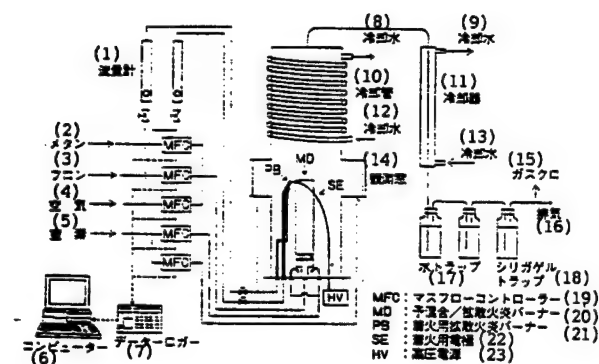 (1)
流量計
(2)
メタン
(3)
(4)
空気
(5)
MFC
MFC
MFC
MFC
MFC
コンピューター
(6)
データーロガー
(7)
(8)
冷却水
(9)
冷却水
(10)
冷却管
(11)
冷却器
(12)
冷却水
(13)
冷却水
(14)
観測窓
MD
PB
SE
HV
(15)
ガスクロ
排気
(16)
水トラップ
(17)
シリカゲル
トラップ (18)
MFC : マスフローコントローラー (19)
MD : 予混合/拡散火炎バーナー (20)
PB : 着火用拡散火炎バーナー (21)
SE : 着火用電極 (22)
HV : 高圧電源 (23)